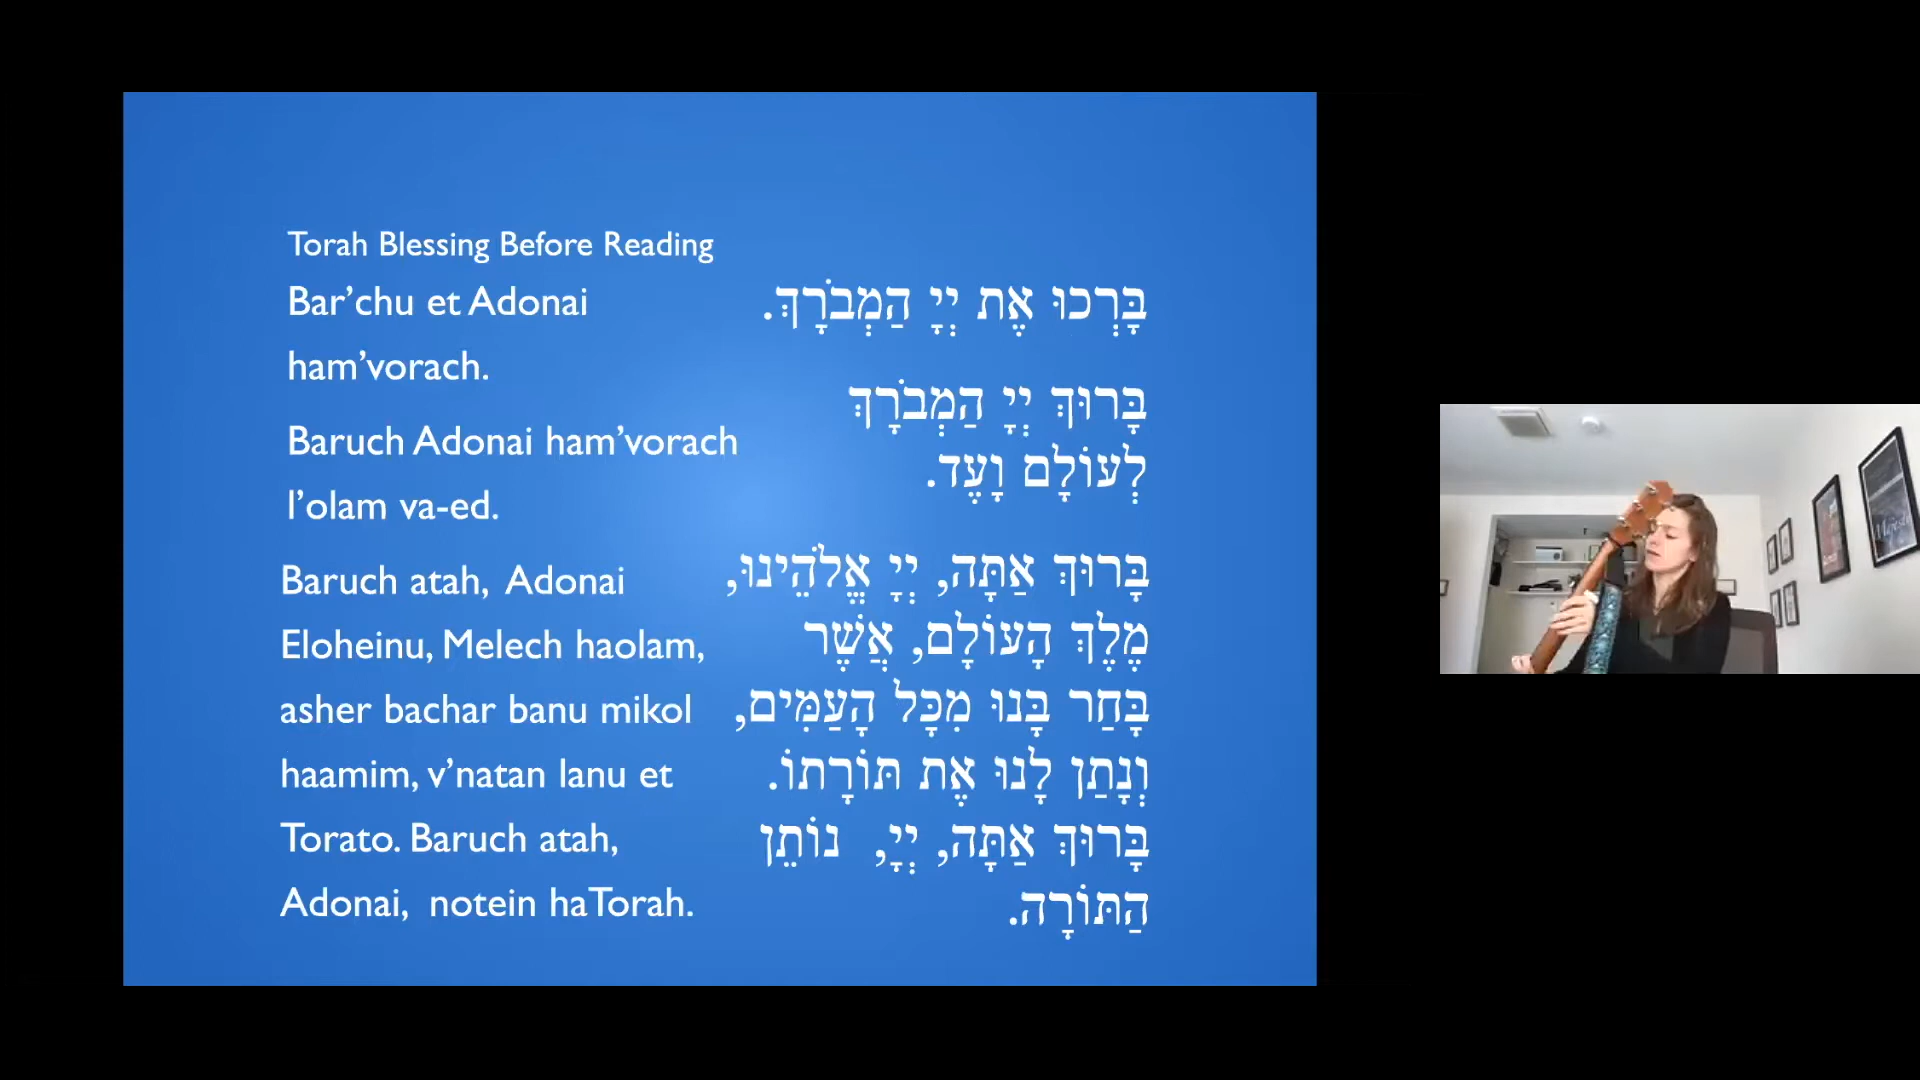 Torah Blessing Before Reading
Bar’chu et Adonai
ham’vorach.
Baruch Adonai ham’vorach
l’olam va-ed.
Baruch atah, Adonai
Eloheinu, Melech haolam,
asher bachar banu mikol
haamim, v’natan lanu et
Torato. Baruch atah,
Adonai, notein haTorah.
בָּרְכוּ אֶת יְיָ הַמְבֹרָךְ.
בָּרוּךְ יְיָ הַמְבֹרָךְ
לְעוֹלָם וָעֶד.
בָּרוּךְ אַתָּה, יְיָ אֱלֹהֵינוּ,
מֶלֶךְ הָעוֹלָם, אֲשֶׁר
בָּחַר בָּנוּ מִכָּל הָעַמִּים,
וְנָתַן לָנוּ אֶת תּוֹרָתוֹ.
בָּרוּךְ אַתָּה, יְיָ, נוֹתֵן
הַתּוֹרָה.